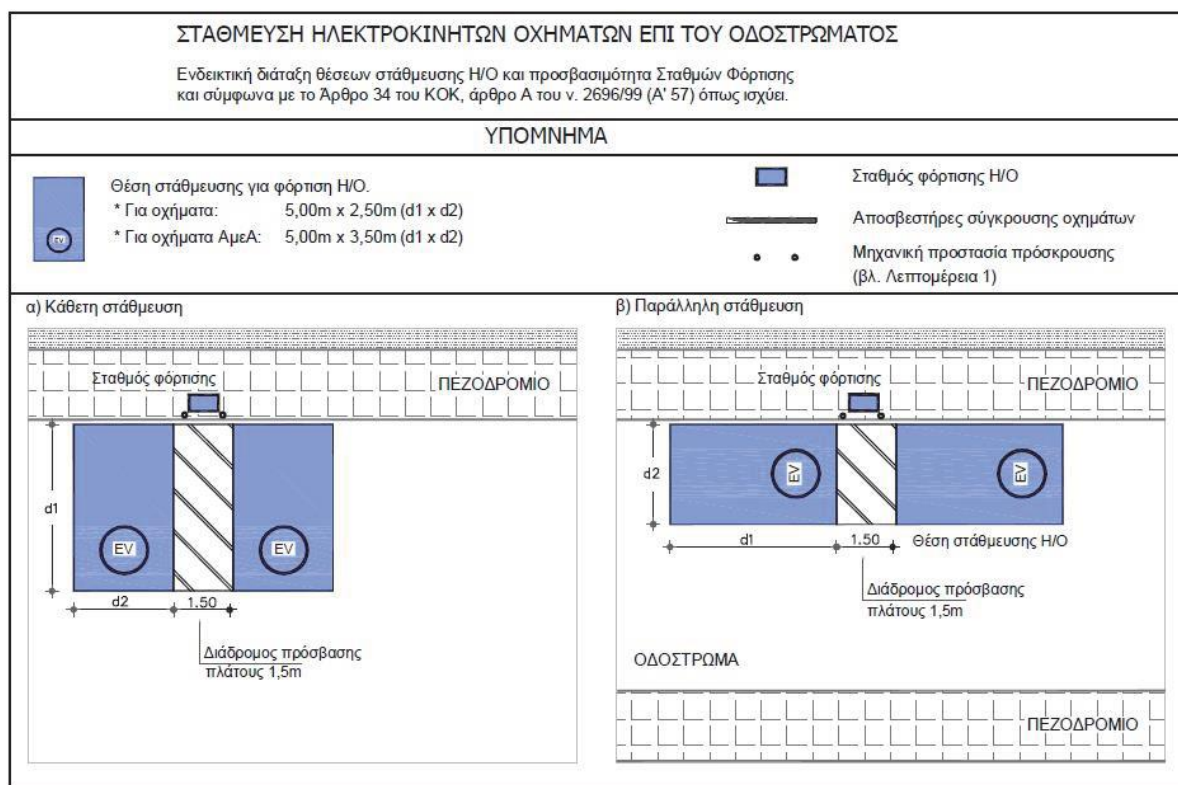 ΣΤΑΘΜΕΥΣΗ ΗΛΕΚΤΡΟΚΙΝΗΤΩΝ ΟΧΗΜΑΤΩΝ ΕΠΙ ΤΟΥ ΟΔΟΣΤΡΩΜΑΤΟΣ
Ενδεικτική διάταξη θέσεων στάθμευσης Η/Ο και προσβασιμότητα Σταθμών Φόρτισης
και σύμφωνα με το Άρθρο 34 του ΚΟΚ, άρθρο Α του ν. 2696/99 (Α' 57) όπως ισχύει.
ΥΠΟΜΝΗΜΑ
Θέση στάθμευσης για φόρτιση Η/Ο.
* Για οχήματα: 5,00m x 2,50m (d1 x d2)
* Για οχήματα ΑμεΑ: 5,00m x 3,50m (d1 x d2)
EV
Σταθμός φόρτισης Η/Ο
Αποσβεστήρες σύγκρουσης οχημάτων
Μηχανική προστασία πρόσκρουσης
(βλ. Λεπτομέρεια 1)
α) Κάθετη στάθμευση
Σταθμός φόρτισης
ΠΕΖΟΔΡΟΜΙΟ
d1
EV
EV
d2
1.50
Διάδρομος πρόσβασης
πλάτους 1,5m
β) Παράλληλη στάθμευση
Σταθμός φόρτισης
ΠΕΖΟΔΡΟΜΙΟ
d2
EV
EV
d1
1.50
Θέση στάθμευσης Η/Ο
Διάδρομος πρόσβασης
πλάτους 1,5m
ΟΔΟΣΤΡΩΜΑ
ΠΕΖΟΔΡΟΜΙΟ